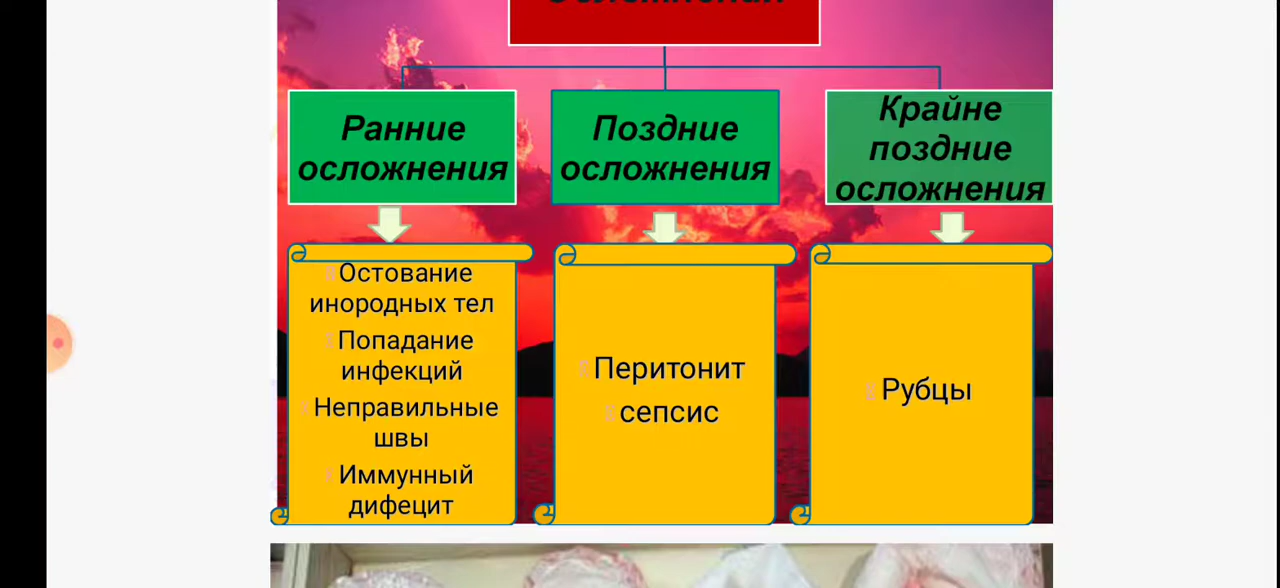 Ранние
осложнения
Поздние
осложнения
Крайне
поздние
осложнения
Остование
инородных тел
Попадание
инфекций
Неправильные
швы
Иммунный
дифецит
Перитонит
сепсис
Рубцы